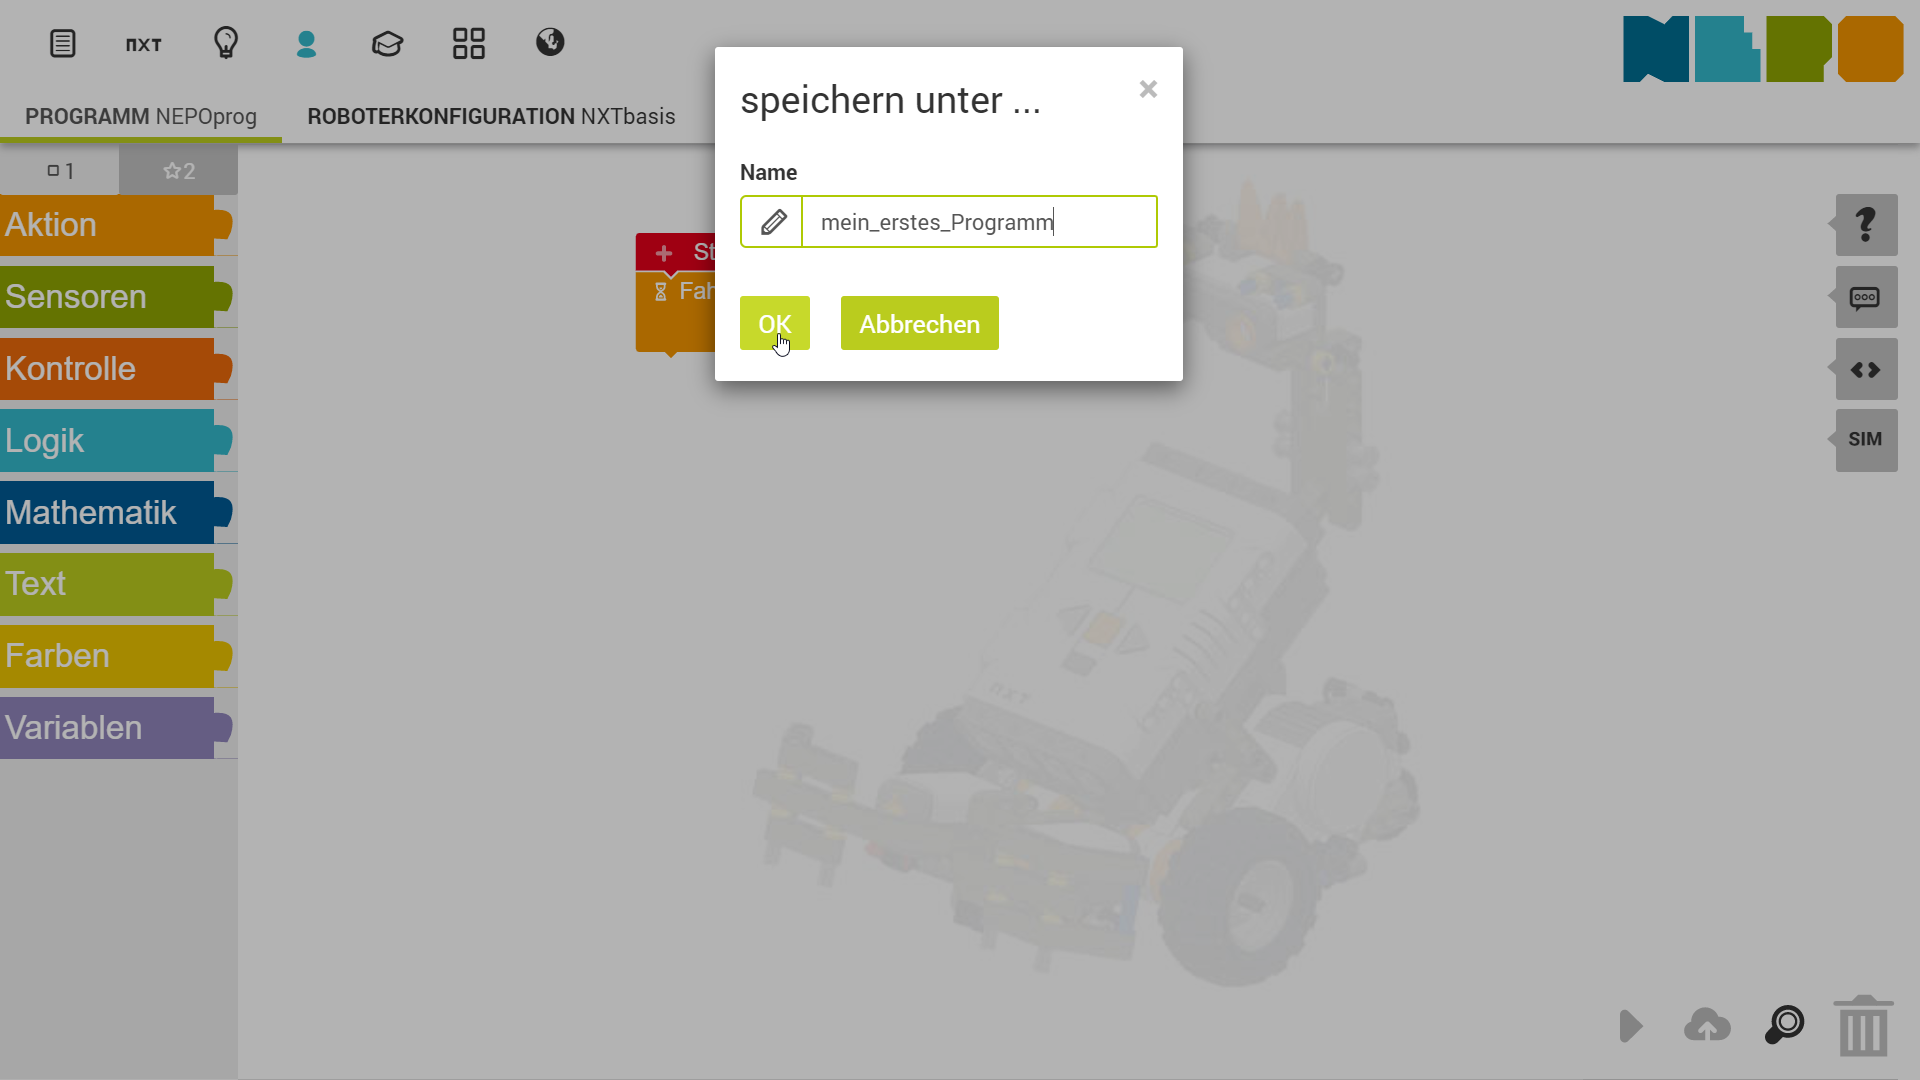 nxt
PROGRAMM NEPOprog
ROBOTERKONFIGURATION NXTbasis
1
2
Aktion
Sensoren
Kontrolle
Logik
Mathematik
Text
Farben
Variablen
St
Fah
speichern unter ...
×
Name
mein_erstes_Programm
OK
Abbrechen
?
SIM
NXT